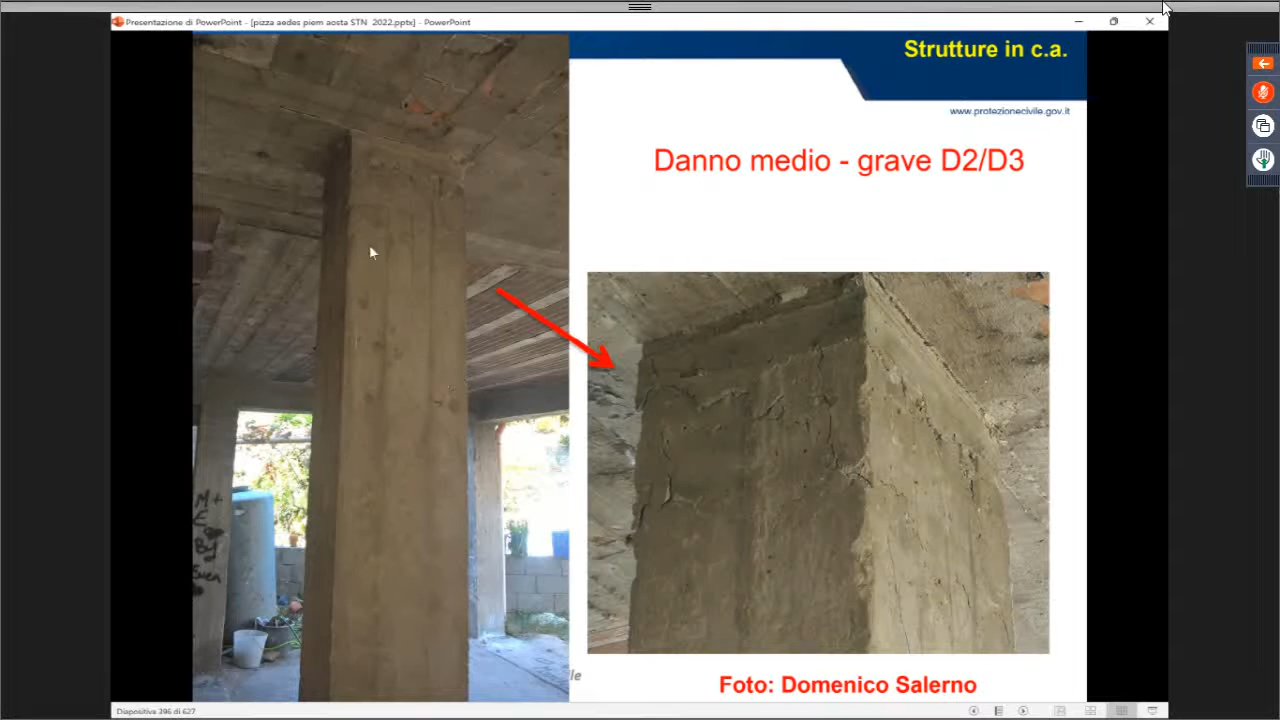 Presentazione di PowerPoint - [pizza aedes piem aosta STN  2022.pptx] - PowerPoint
Strutture in c.a.
www.protezionecivile.gov.it
Danno medio - grave D2/D3
M +
le
Foto: Domenico Salerno
Diapositiva 396 di 627